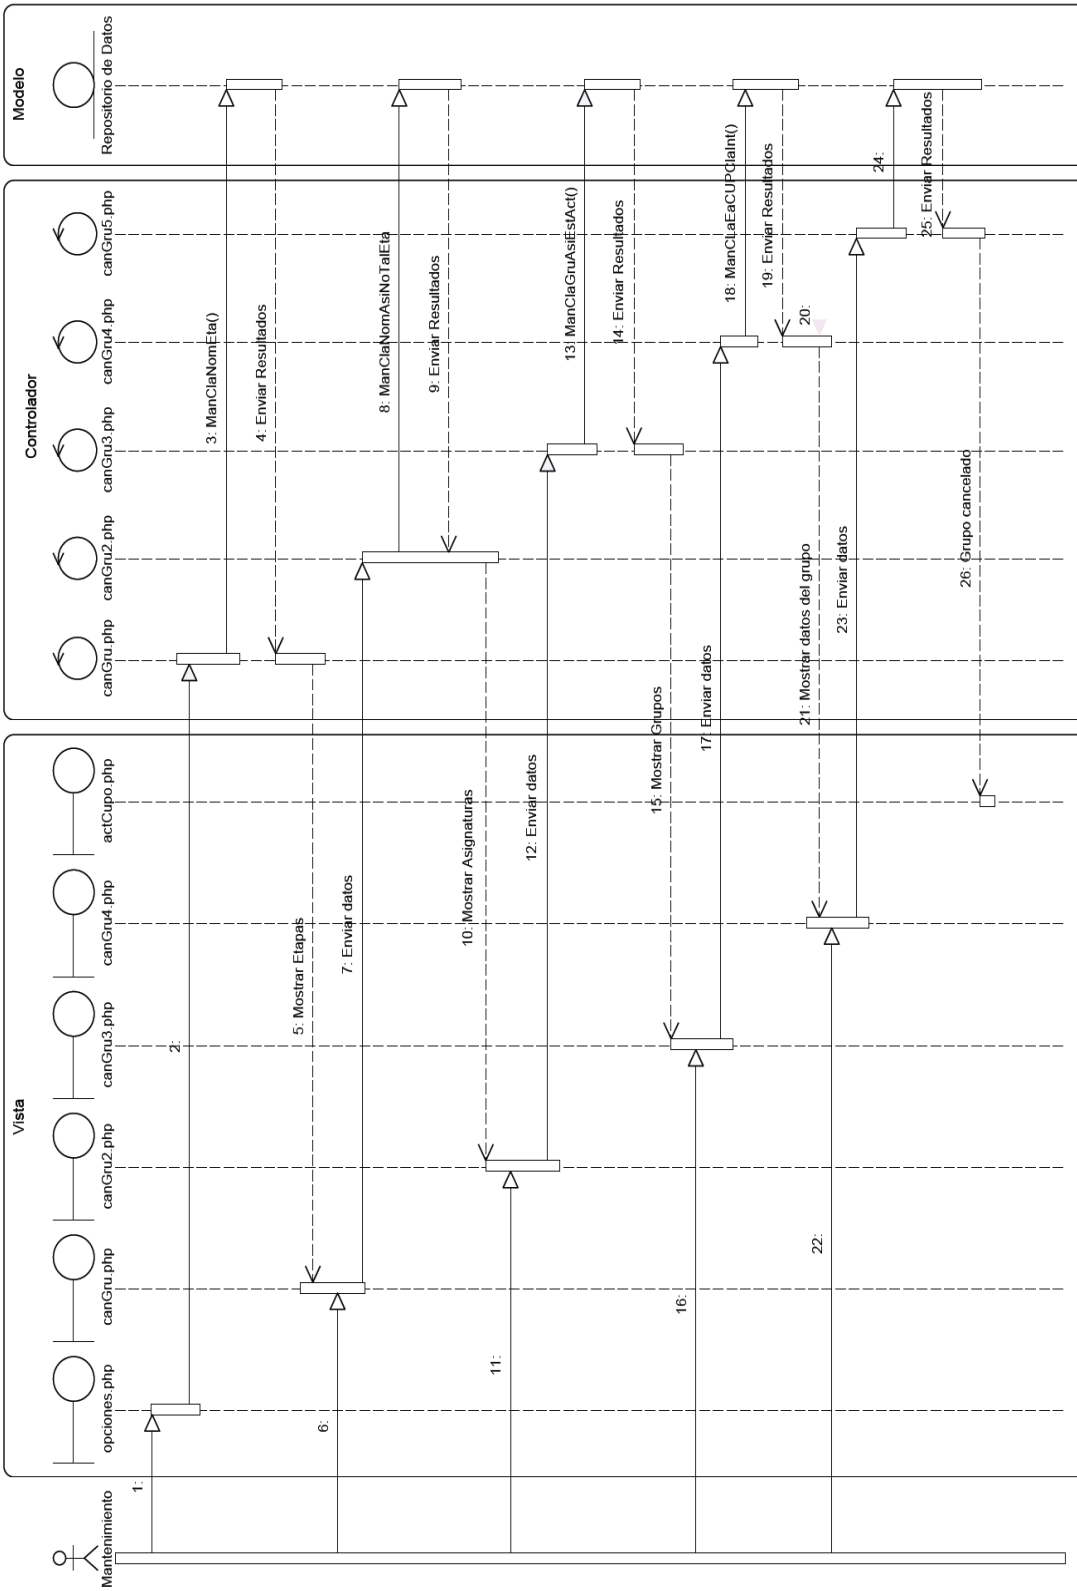 Mantenimiento
Vista
opciones.php
canGru.php
canGru2.php
canGru3.php
canGru4.php
actCupo.php
Controlador
canGru.php
canGru2.php
canGru3.php
canGru4.php
canGru5.php
Modelo
Repositorio de Datos
1:
2:
3: ManClaNomEta()
4: Enviar Resultados
5: Mostrar Etapas
6:
7: Enviar datos
8: ManClaNomAsiNoTalEta
9: Enviar Resultados
10: Mostrar Asignaturas
11:
12: Enviar datos
13: ManClaGruAsiEstAct()
14: Enviar Resultados
15: Mostrar Grupos
16:
17: Enviar datos
18: ManCLaEaCUPClaInt()
19: Enviar Resultados
20:
21: Mostrar datos del grupo
22:
23: Enviar datos
24:
25: Enviar Resultados
26: Grupo cancelado